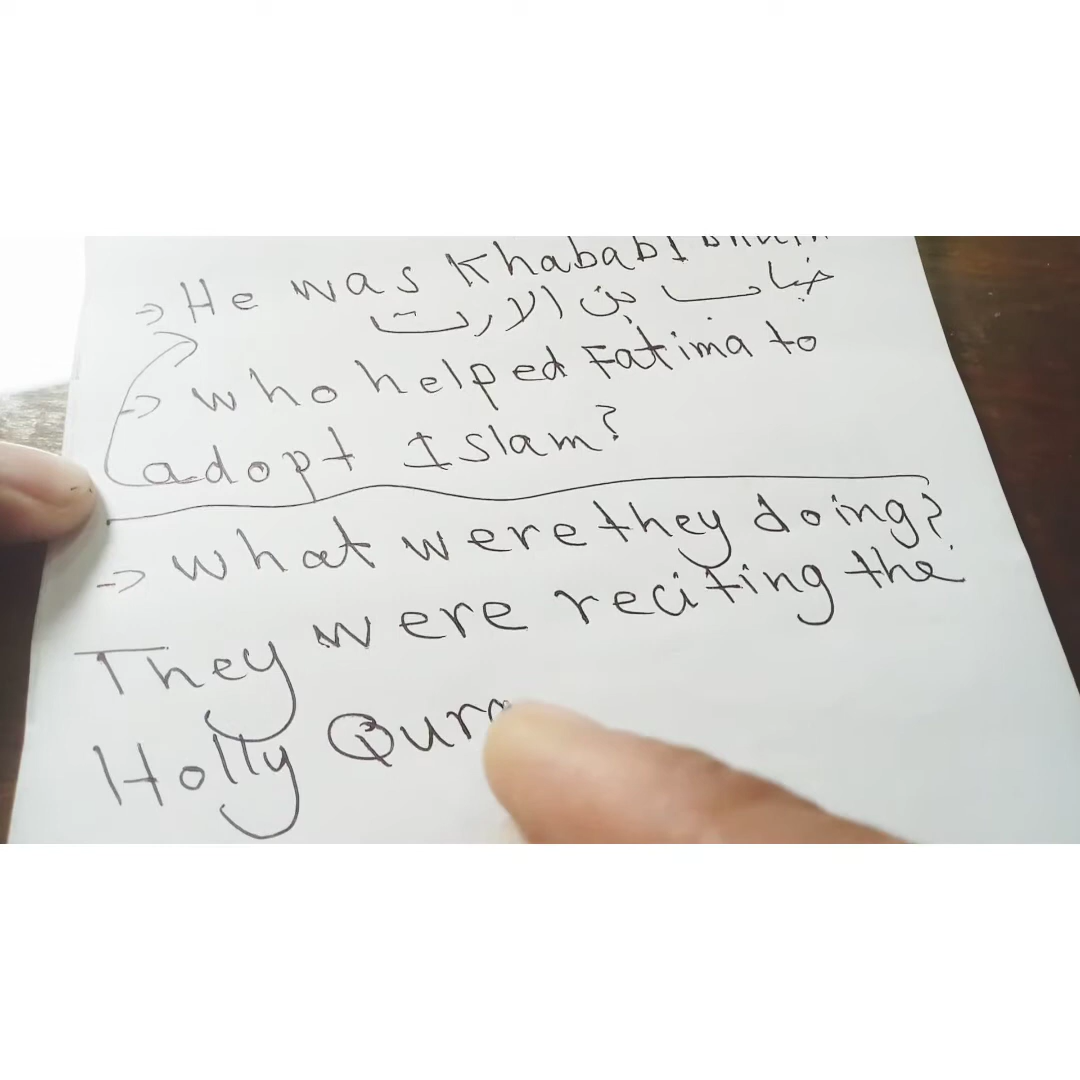 → He was Khabab
خباب بن الارت
→ who helped Fatima to
adopt Islam?
→ what were they doing?
They were reciting the
Holly